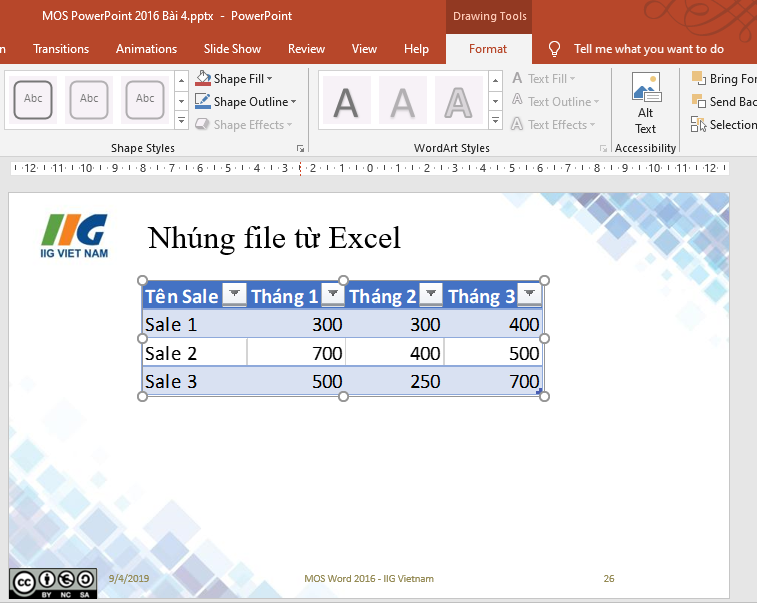 MOS PowerPoint 2016 Bài 4.pptx - PowerPoint
Drawing Tools
Transitions Animations Slide Show Review View Help Format Tell me what you want to do
Abc Abc Abc
Shape Fill
Shape Outline
Shape Effects
Shape Styles
A A A
A Text Fill
A Text Outline
A Text Effects
WordArt Styles
Alt
Text
Accessibility
Bring For
Send Bac
Selection
12 11 10 9 8 7 6 5 4 3 2 1 0 1 2 3 4 5 6 7 8 9 10 11 12
IIG VIET NAM
Nhúng file từ Excel
Tên Sale Tháng 1 Tháng 2 Tháng 3
Sale 1 300 300 400
Sale 2 700 400 500
Sale 3 500 250 700
cc BY NC SA
9/4/2019 MOS Word 2016 - IIG Vietnam 26